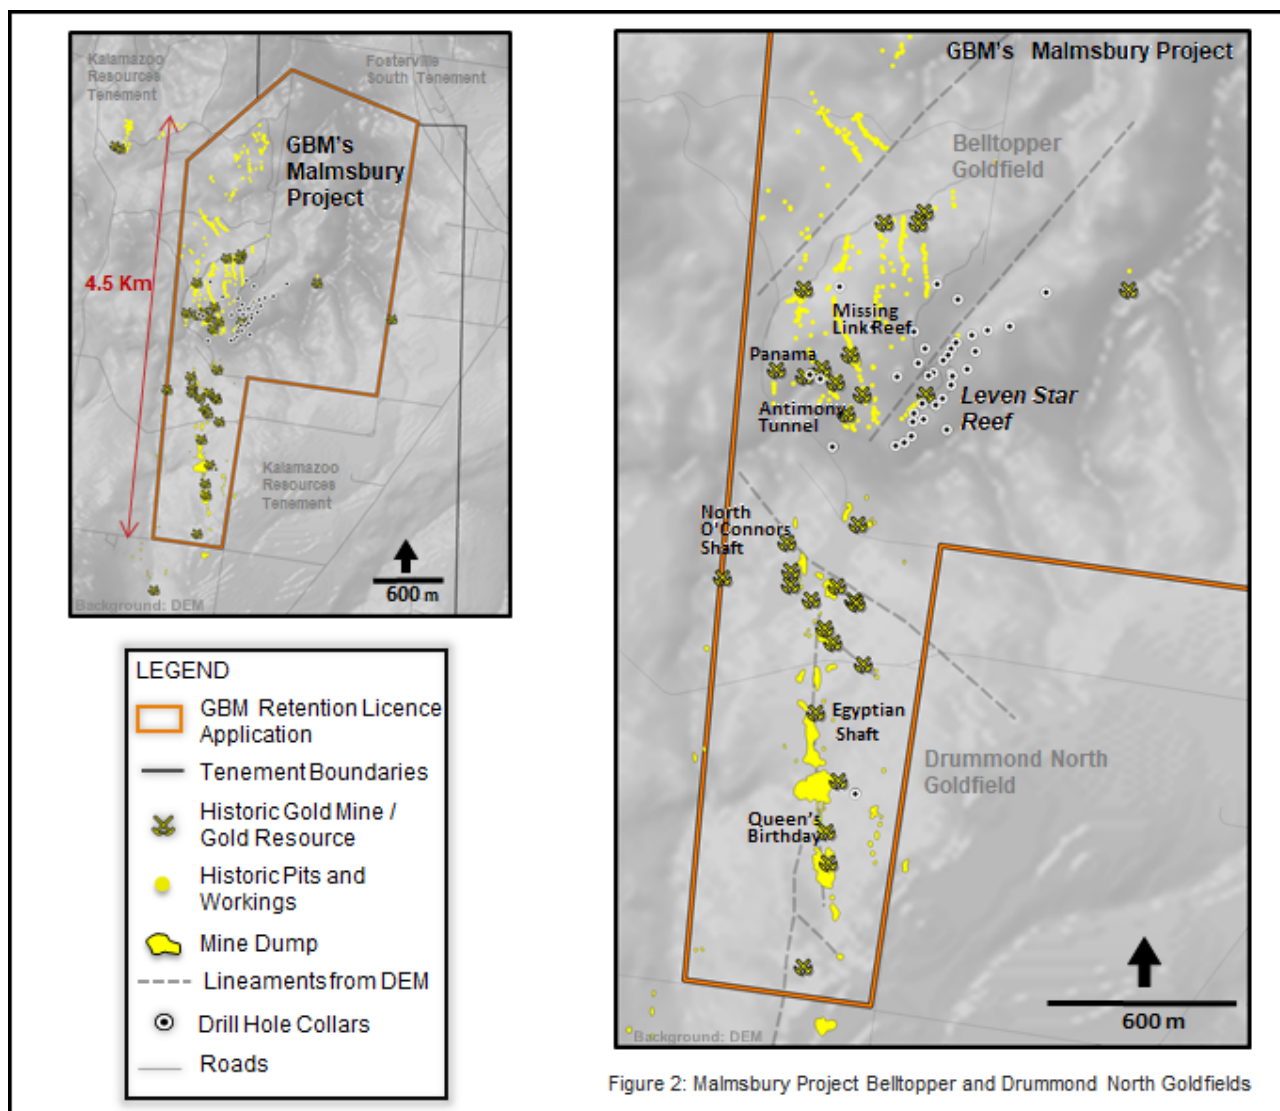 Kalamazoo
Resources
Tenement
Fosterville
South Tenement
GBM's
Malmsbury
Project
4.5 Km
Kalamazoo
Resources
Tenement
600 m
Background: DEM
LEGEND
GBM Retention Licence
Application
Tenement Boundaries
Historic Gold Mine /
Gold Resource
Historic Pits and
Workings
Mine Dump
Lineaments from DEM
Drill Hole Collars
Roads
GBM's Malmsbury Project
Belltopper
Goldfield
Missing
Link Reef
Panama
Antimony
Tunnel
Leven Star
Reef
North
O'Connors
Shaft
Egyptian
Shaft
Drummond North
Goldfield
Queen's
Birthday
600 m
Background: DEM
Figure 2: Malmsbury Project Belltopper and Drummond North Goldfields